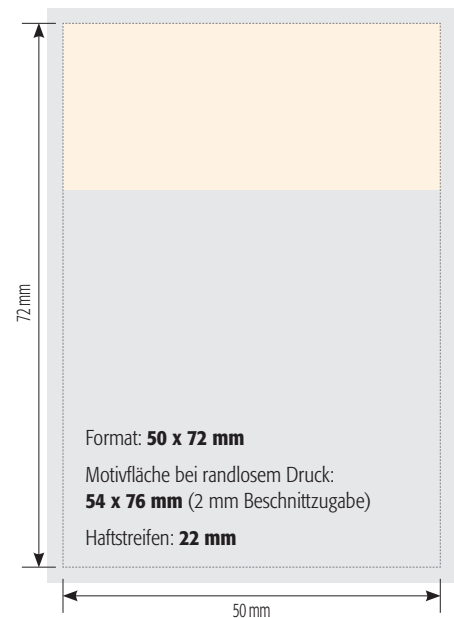 72 mm
Format: 50 x 72 mm
Motivfläche bei randlosem Druck:
54 x 76 mm (2 mm Beschnittzugabe)
Haftstreifen: 22 mm
50 mm